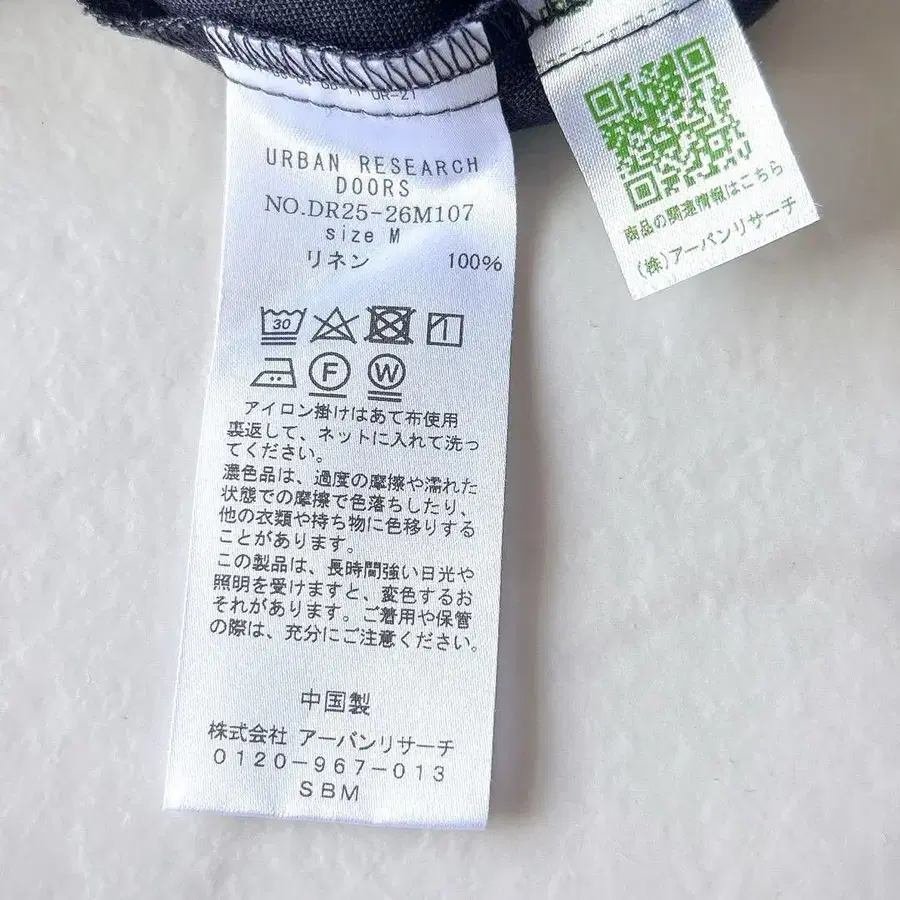 URBAN RESEARCH
DOORS
NO.DR25-26M107
size M
リネン 100%
30
F W
アイロン掛けはあて布使用
裏返して、ネットに入れて洗っ
てください。
濃色品は、過度の摩擦や濡れた
状態での摩擦で色落ちしたり、
他の衣類や持ち物に色移りする
ことがあります。
この製品は、長時間強い日光や
照明を受けますと、変色するお
それがあります。ご着用や保管
の際は、充分にご注意ください。
中国製
株式会社 アーバンリサーチ
0120-967-013
SBM
商品の関連情報はこちら
(株)アーバンリサーチ